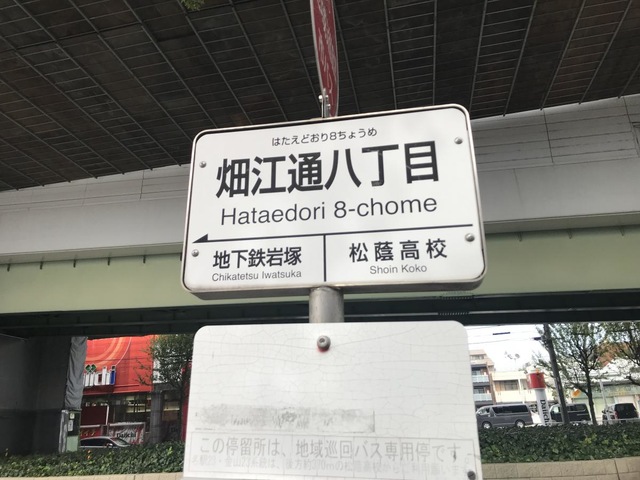 はたえどおり8ちょうめ
畑江通八丁目
Hataedori 8-chome
地下鉄岩塚
Chikatetsu Iwatsuka
松蔭高校
Shoin Koko
この停留所は、地域巡回バス専用停です